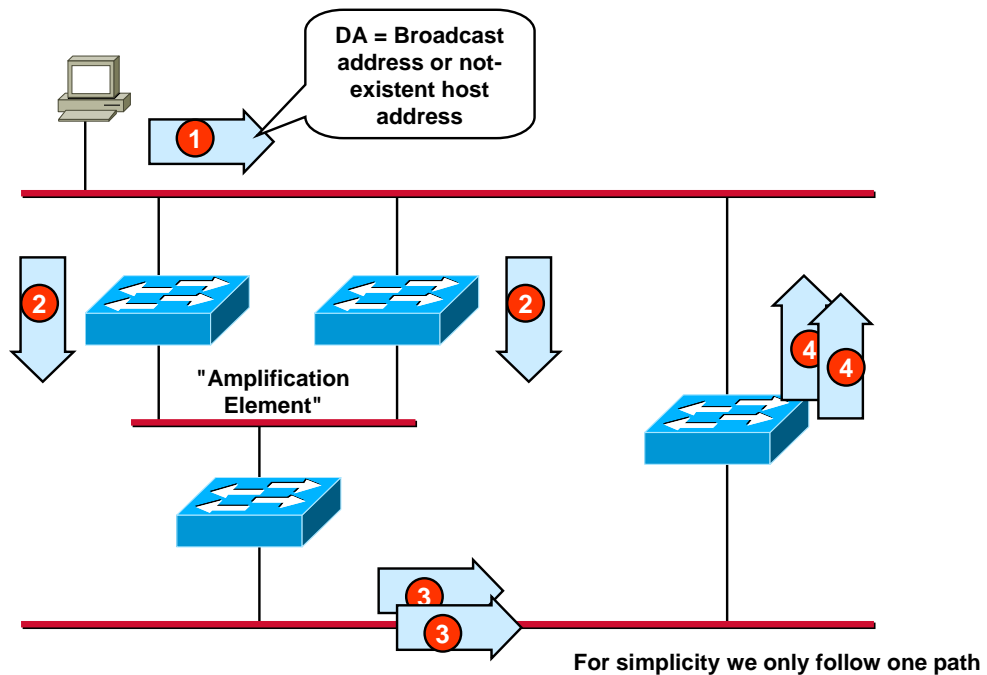 DA = Broadcast
address or not-
existent host
address
1
2
2
4
4
"Amplification
Element"
3
3
For simplicity we only follow one path